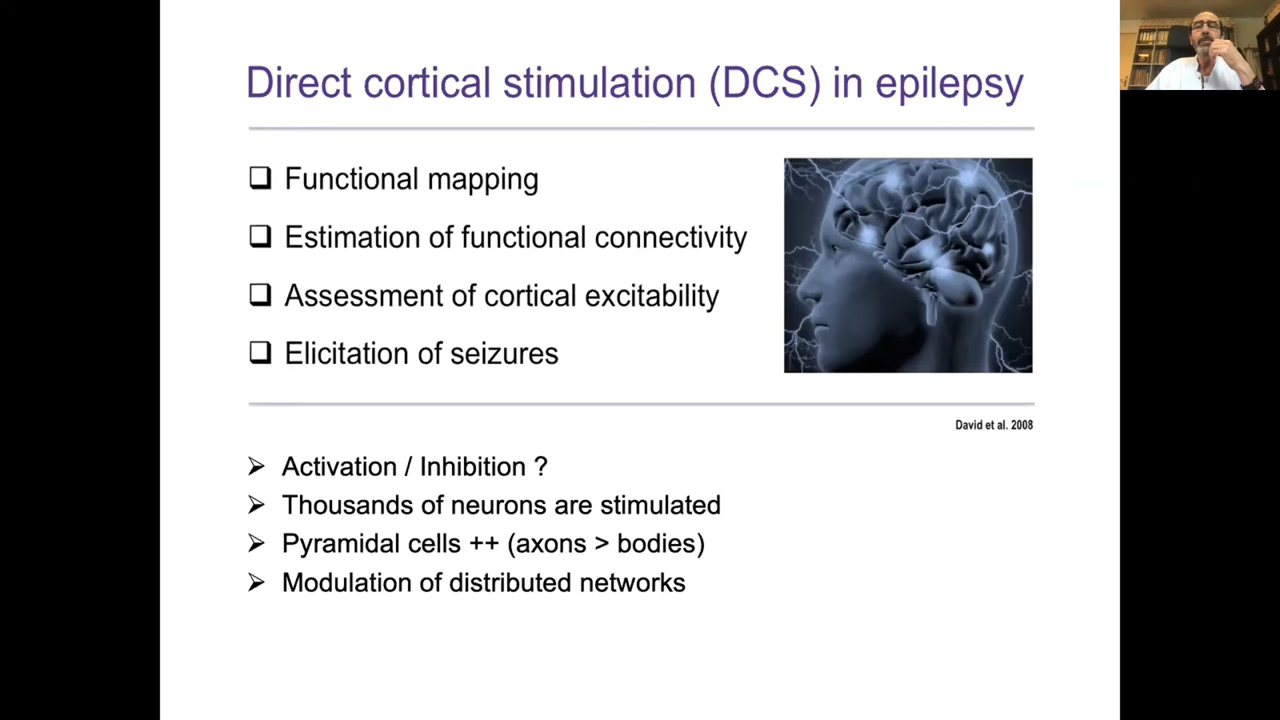 Direct cortical stimulation (DCS) in epilepsy
❑ Functional mapping
❑ Estimation of functional connectivity
❑ Assessment of cortical excitability
❑ Elicitation of seizures
David et al. 2008
➢ Activation / Inhibition ?
➢ Thousands of neurons are stimulated
➢ Pyramidal cells ++ (axons > bodies)
➢ Modulation of distributed networks